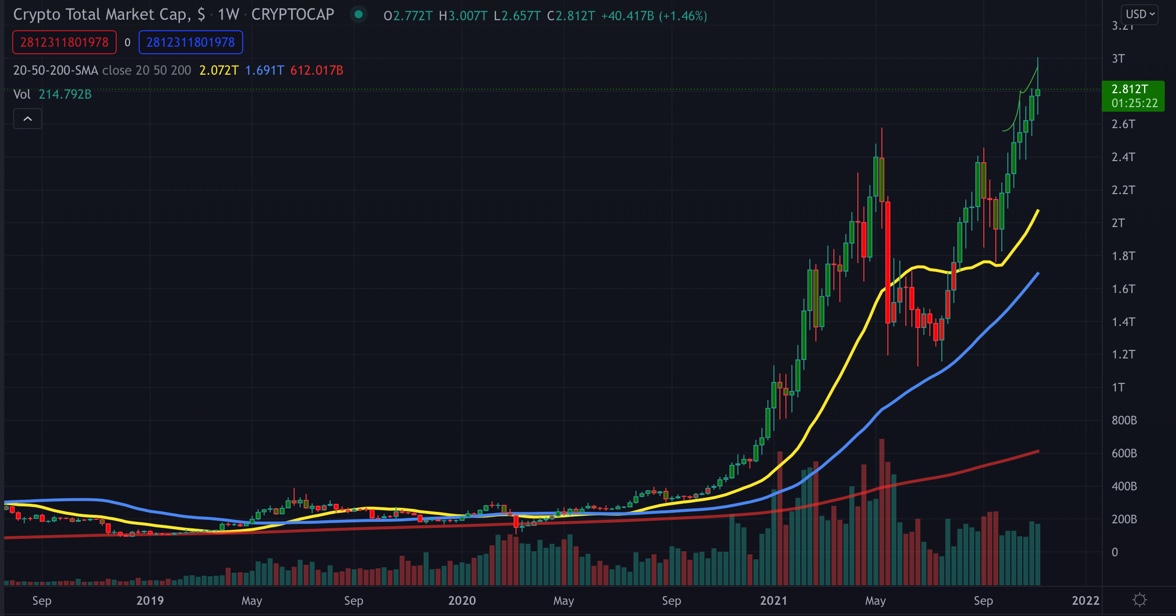 Crypto Total Market Cap, $ · 1W · CRYPTOCAP O2.772T H3.007T L2.657T C2.812T +40.417B (+1.46%)
2812311801978 0 2812311801978
20-50-200-SMA close 20 50 200 2.072T 1.691T 612.017B
Vol 214.792B
USD
3.2T
3T
2.812T
01:25:22
2.6T
2.4T
2.2T
2T
1.8T
1.6T
1.4T
1.2T
1T
800B
600B
400B
200B
0
Sep 2019 May Sep 2020 May Sep 2021 May Sep 2022